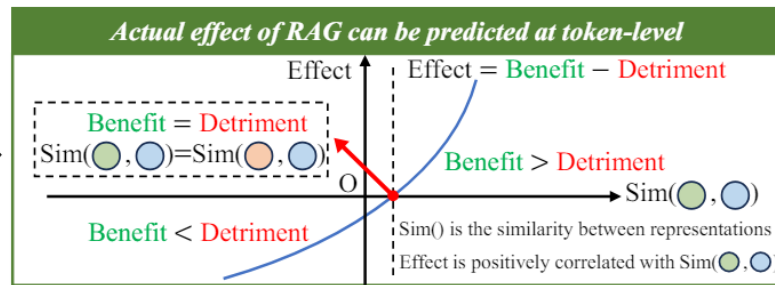 Actual effect of RAG can be predicted at token-level
Effect
Effect = Benefit − Detriment
Benefit = Detriment
Sim( , )=Sim( , )
Benefit > Detriment
O
Sim( , )
Benefit < Detriment
Sim() is the similarity between representations
Effect is positively correlated with Sim( , )